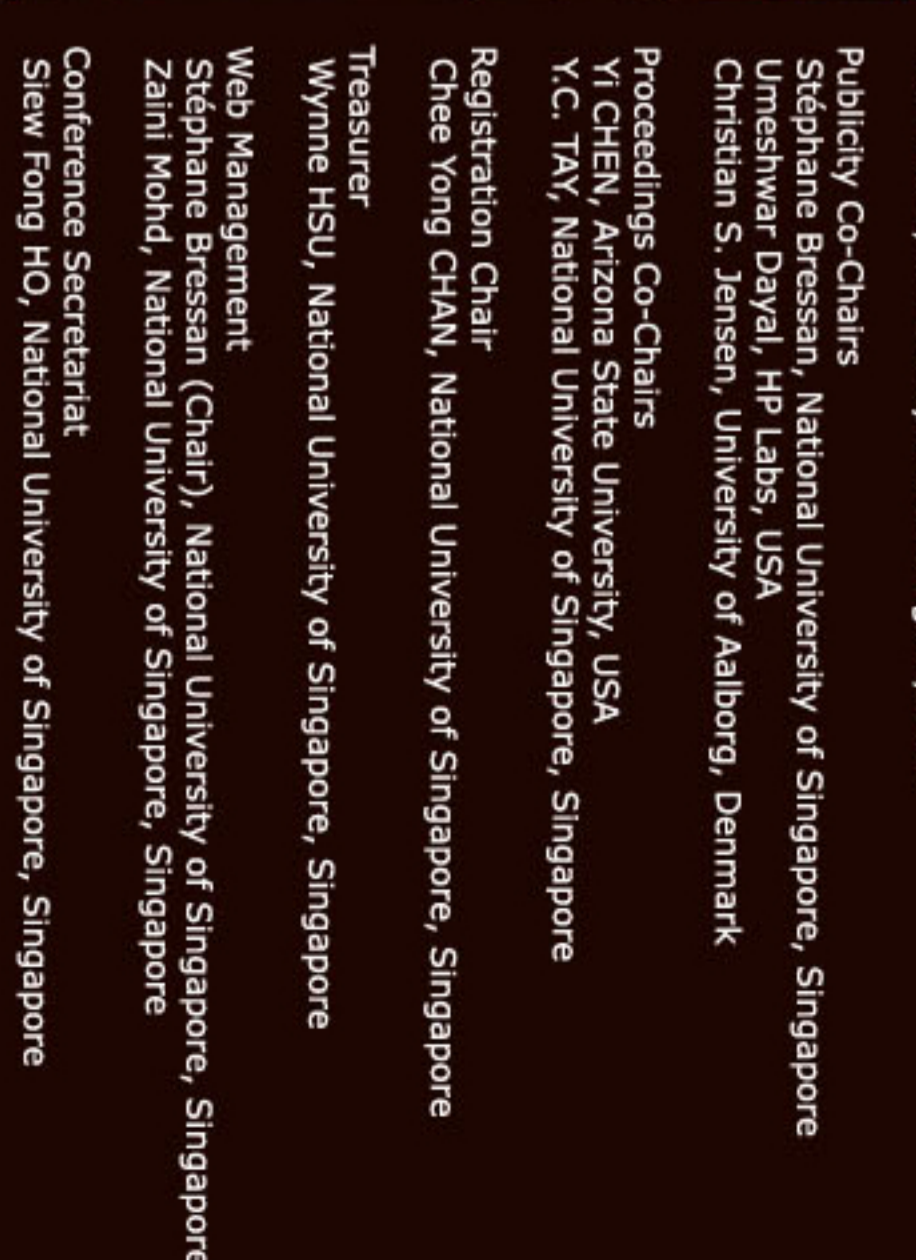 Publicity Co-Chairs
Stéphane Bressan, National University of Singapore, Singapore
Umeshwar Dayal, HP Labs, USA
Christian S. Jensen, University of Aalborg, Denmark
Proceedings Co-Chairs
Yi CHEN, Arizona State University, USA
Y.C. TAY, National University of Singapore, Singapore
Registration Chair
Chee Yong CHAN, National University of Singapore, Singapore
Treasurer
Wynne HSU, National University of Singapore, Singapore
Web Management
Stéphane Bressan (Chair), National University of Singapore, Singapore
Zaini Mohd, National University of Singapore, Singapore
Conference Secretariat
Siew Fong HO, National University of Singapore, Singapore